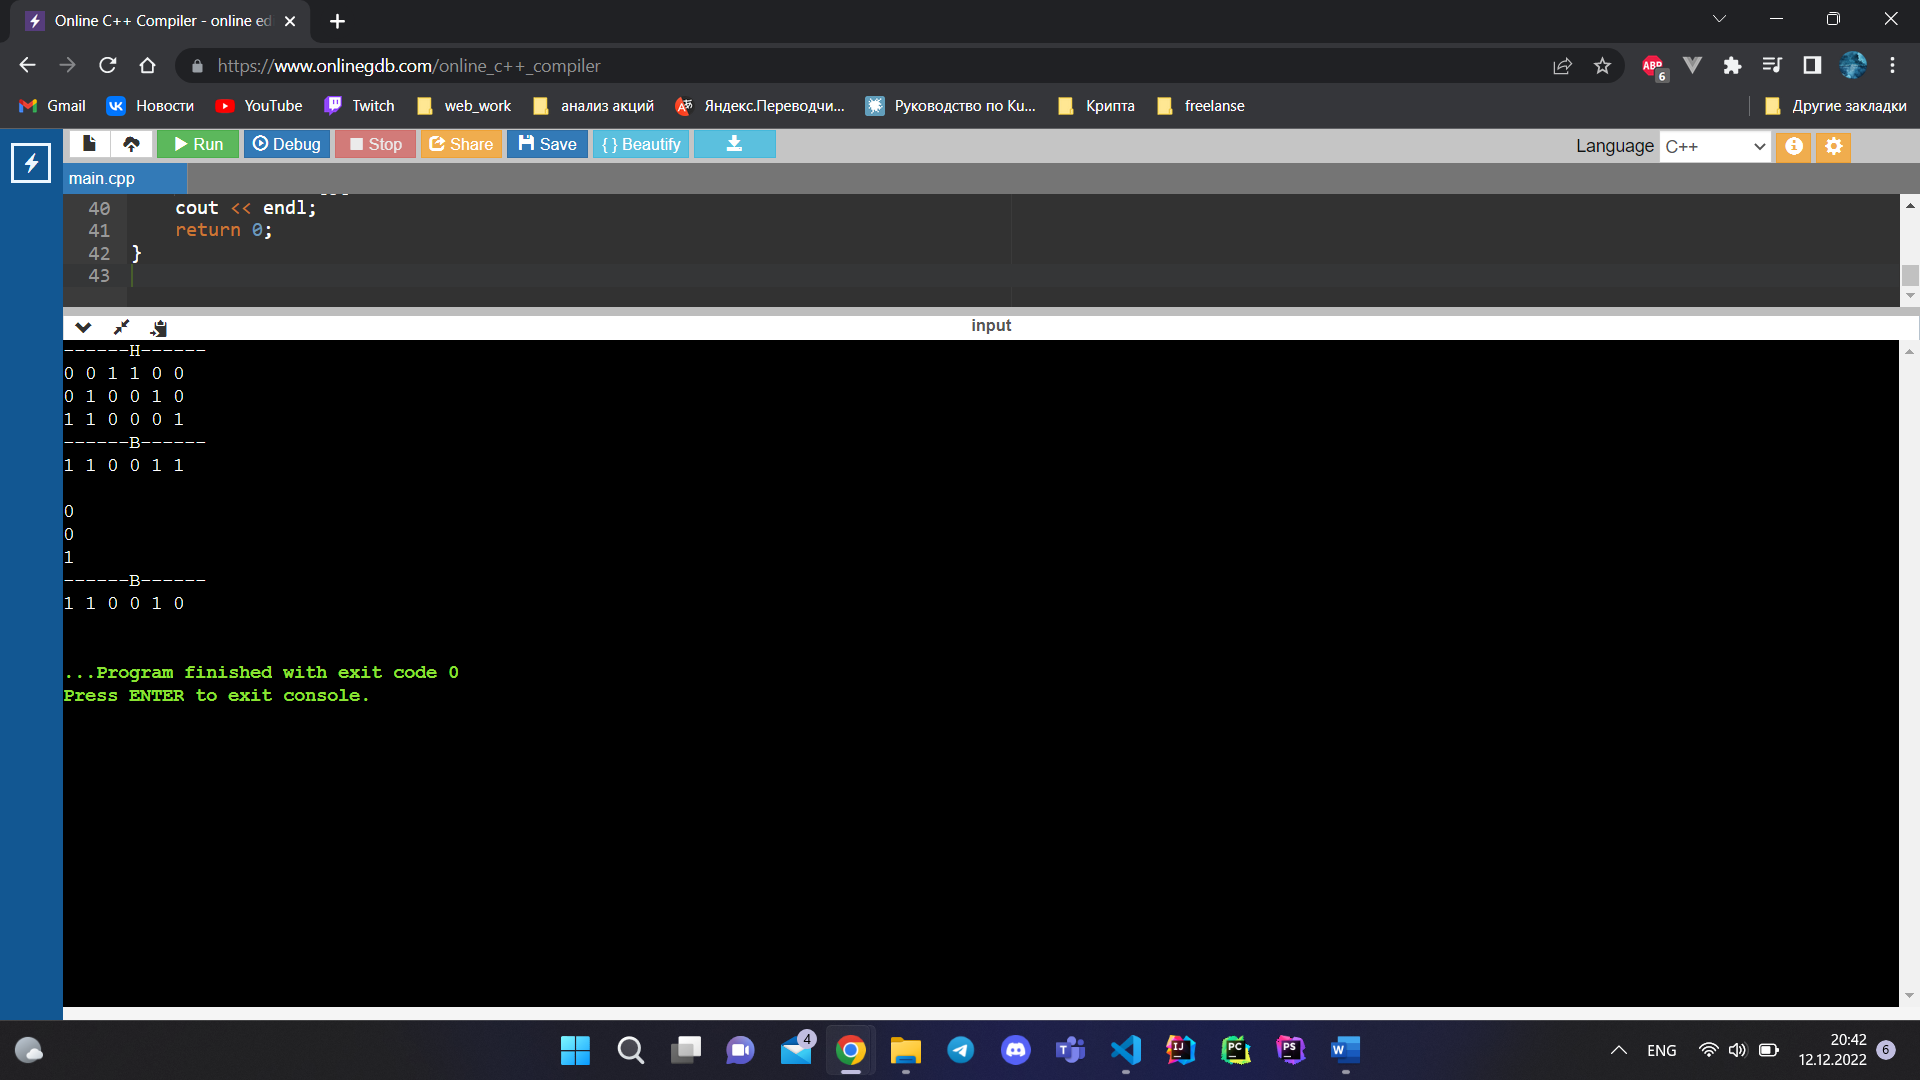 Online C++ Compiler - online ed
https://www.onlinegdb.com/online_c++_compiler
ABP
6
Gmail Новости YouTube Twitch web_work анализ акций Яндекс.Переводчи... Руководство по Ku... Крипта freelanse Другие закладки
Run Debug Stop Share Save { } Beautify Language C++
main.cpp
40 cout << endl;
41 return 0;
42 }
43
input
------H------
0 0 1 1 0 0
0 1 0 0 1 0
1 1 0 0 0 1
------B------
1 1 0 0 1 1
0
0
1
------B------
1 1 0 0 1 0
...Program finished with exit code 0
Press ENTER to exit console.
4
ENG
20:42
12.12.2022
6